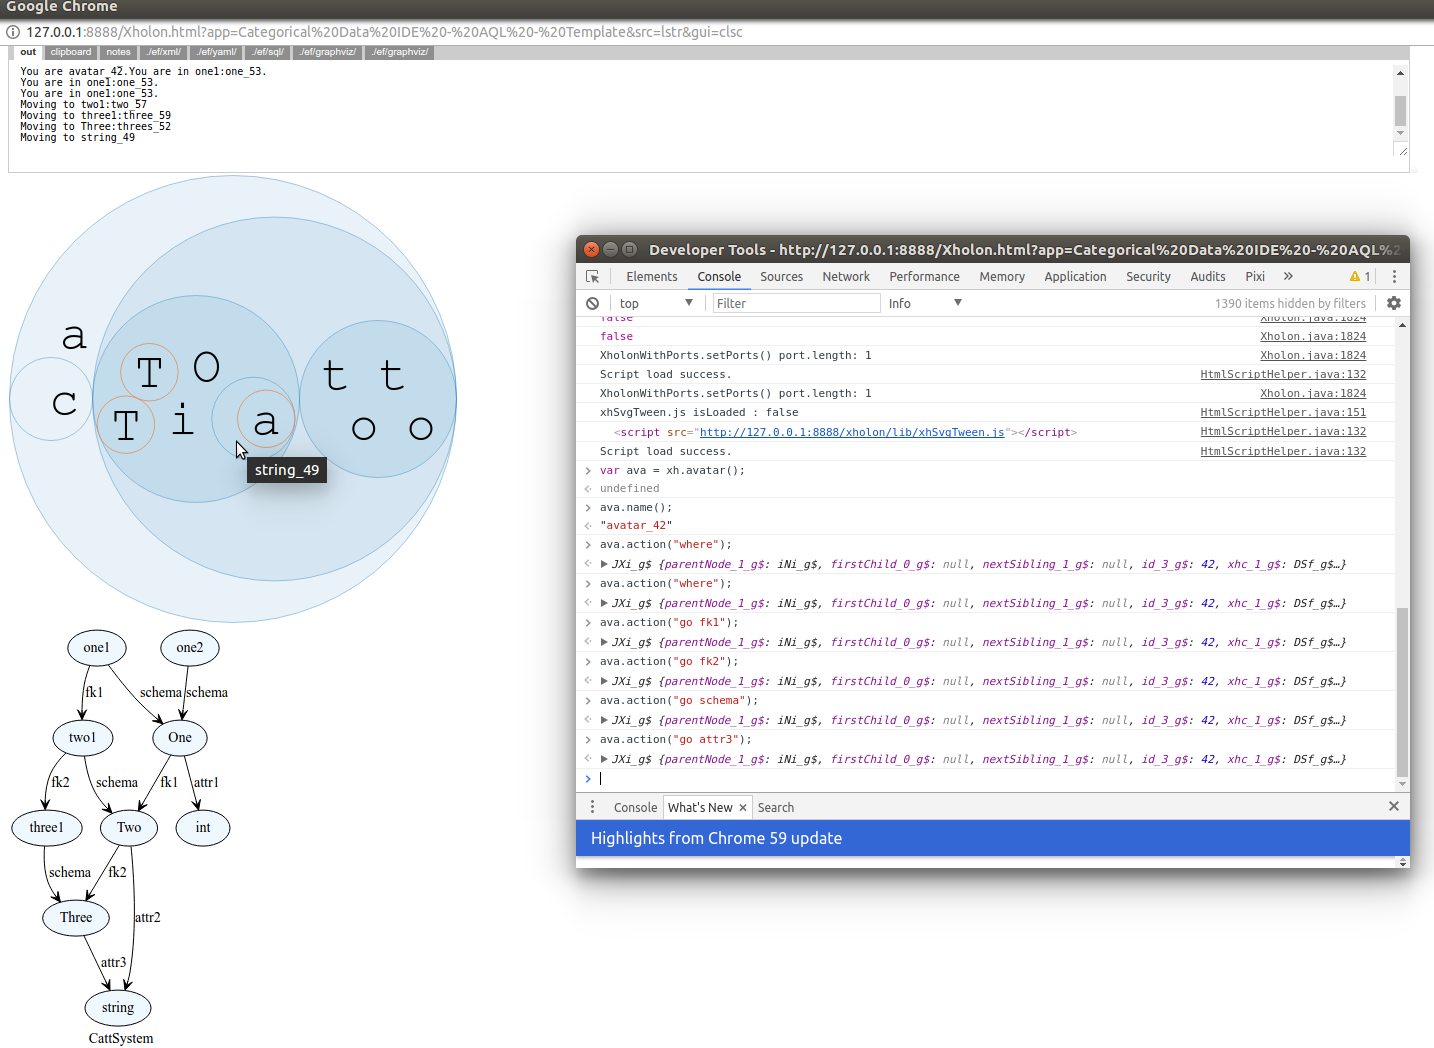 Google Chrome
127.0.0.1:8888/Xholon.html?app=Categorical%20Data%20IDE%20-%20AQL%20-%20Template&src=lstr&gui=clsc
out clipboard notes ./ef/xml/ ./ef/yaml/ ./ef/sql/ ./ef/graphviz/ ./ef/graphviz/
You are avatar_42.You are in one1:one_53.
You are in one1:one_53.
You are in one1:one_53.
Moving to two1:two_57
Moving to three1:three_59
Moving to Three:threes_52
Moving to string_49
a
c
T O
T i a
t t
o o
string_49
one1 one2
fk1 schema schema
two1 One
fk2 schema fk1 attr1
three1 Two int
schema fk2
Three attr2
attr3
string
CattSystem
Developer Tools - http://127.0.0.1:8888/Xholon.html?app=Categorical%20Data%20IDE%20-%20AQL%2
Elements Console Sources Network Performance Memory Application Security Audits Pixi » 1
top Filter Info 1390 items hidden by filters
false Xholon.java:1824
false Xholon.java:1824
XholonWithPorts.setPorts() port.length: 1 Xholon.java:1824
Script load success. HtmlScriptHelper.java:132
XholonWithPorts.setPorts() port.length: 1 Xholon.java:1824
xhSvgTween.js isLoaded : false HtmlScriptHelper.java:151
<script src="http://127.0.0.1:8888/xholon/lib/xhSvgTween.js"></script> HtmlScriptHelper.java:132
Script load success. HtmlScriptHelper.java:132
> var ava = xh.avatar();
undefined
> ava.name();
"avatar_42"
> ava.action("where");
JXi_g$ {parentNode_1_g$: iNi_g$, firstChild_0_g$: null, nextSibling_1_g$: null, id_3_g$: 42, xhc_1_g$: DSf_g$…}
> ava.action("where");
JXi_g$ {parentNode_1_g$: iNi_g$, firstChild_0_g$: null, nextSibling_1_g$: null, id_3_g$: 42, xhc_1_g$: DSf_g$…}
> ava.action("go fk1");
JXi_g$ {parentNode_1_g$: iNi_g$, firstChild_0_g$: null, nextSibling_1_g$: null, id_3_g$: 42, xhc_1_g$: DSf_g$…}
> ava.action("go fk2");
JXi_g$ {parentNode_1_g$: iNi_g$, firstChild_0_g$: null, nextSibling_1_g$: null, id_3_g$: 42, xhc_1_g$: DSf_g$…}
> ava.action("go schema");
JXi_g$ {parentNode_1_g$: iNi_g$, firstChild_0_g$: null, nextSibling_1_g$: null, id_3_g$: 42, xhc_1_g$: DSf_g$…}
> ava.action("go attr3");
JXi_g$ {parentNode_1_g$: iNi_g$, firstChild_0_g$: null, nextSibling_1_g$: null, id_3_g$: 42, xhc_1_g$: DSf_g$…}
>
Console What's New × Search
Highlights from Chrome 59 update